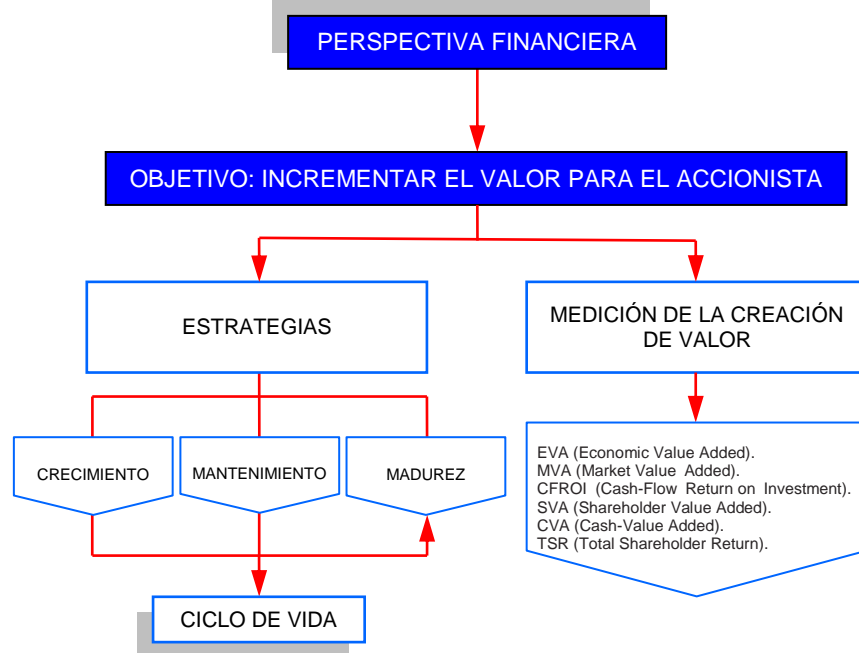 PERSPECTIVA FINANCIERA
OBJETIVO: INCREMENTAR EL VALOR PARA EL ACCIONISTA
ESTRATEGIAS
MEDICIÓN DE LA CREACIÓN
DE VALOR
CRECIMIENTO
MANTENIMIENTO
MADUREZ
EVA (Economic Value Added).
MVA (Market Value Added).
CFROI (Cash-Flow Return on Investment).
SVA (Shareholder Value Added).
CVA (Cash-Value Added).
TSR (Total Shareholder Return).
CICLO DE VIDA